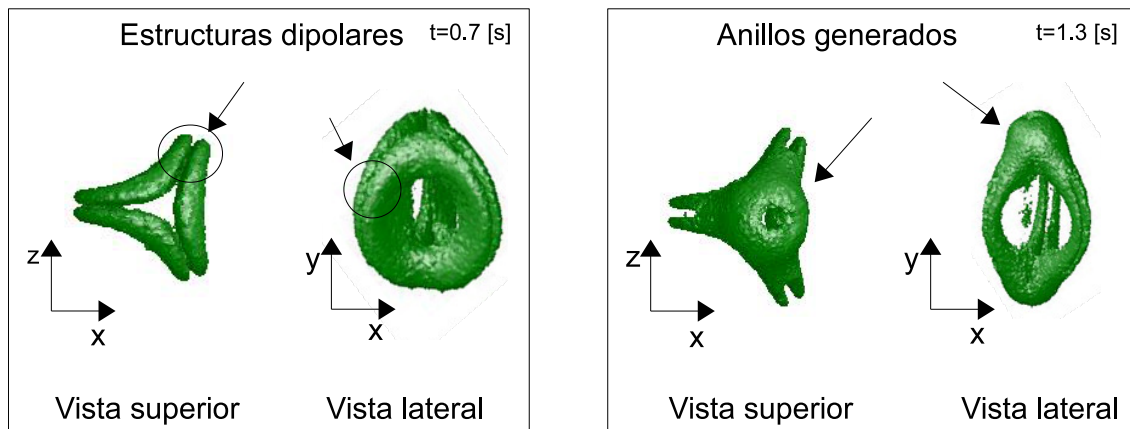 Estructuras dipolares t=0.7 [s]
z
x
y
x
Vista superior
Vista lateral
Anillos generados t=1.3 [s]
z
x
y
x
Vista superior
Vista lateral